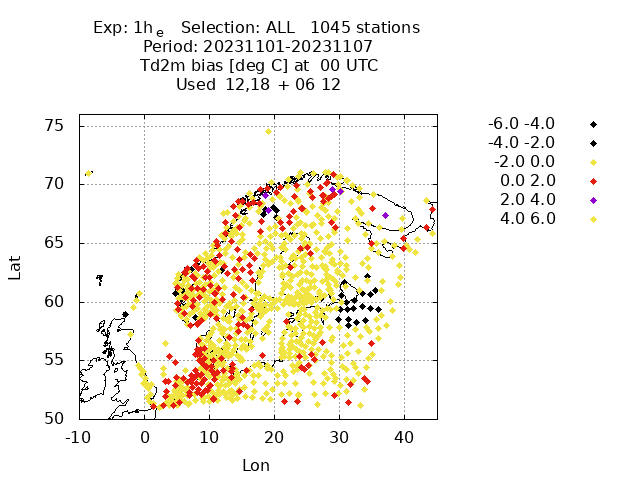 Exp: 1h e   Selection: ALL   1045 stations
Period: 20231101-20231107
Td2m bias [deg C] at  00 UTC
Used  12,18 + 06 12
-6.0 -4.0
-4.0 -2.0
-2.0 0.0
0.0 2.0
2.0 4.0
4.0 6.0
75
70
65
60
55
50
Lat
-10 0 10 20 30 40
Lon